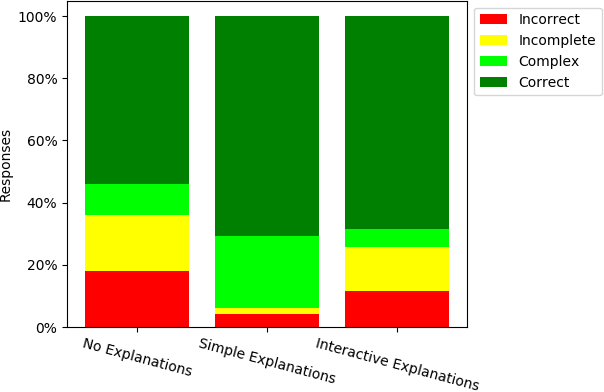 100%
80%
60%
40%
20%
0%
Responses
No Explanations
Simple Explanations
Interactive Explanations
Incorrect
Incomplete
Complex
Correct